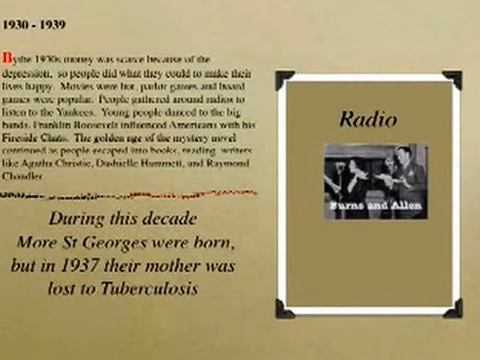 1930 - 1939
By the 1930s money was scarce because of the
depression, so people did what they could to make their
lives happy. Movies were hot, parlor games and board
games were popular. People gathered around radios to
listen to the Yankees. Young people danced to the big
bands. Franklin Roosevelt influenced Americans with his
Fireside Chats. The golden age of the mystery novel
continued as people escaped into books, reading writers
like Agatha Christie, Dashielle Hammett, and Raymond
Chandler
During this decade
More St Georges were born,
but in 1937 their mother was
lost to Tuberculosis
Radio
Burns and Allen